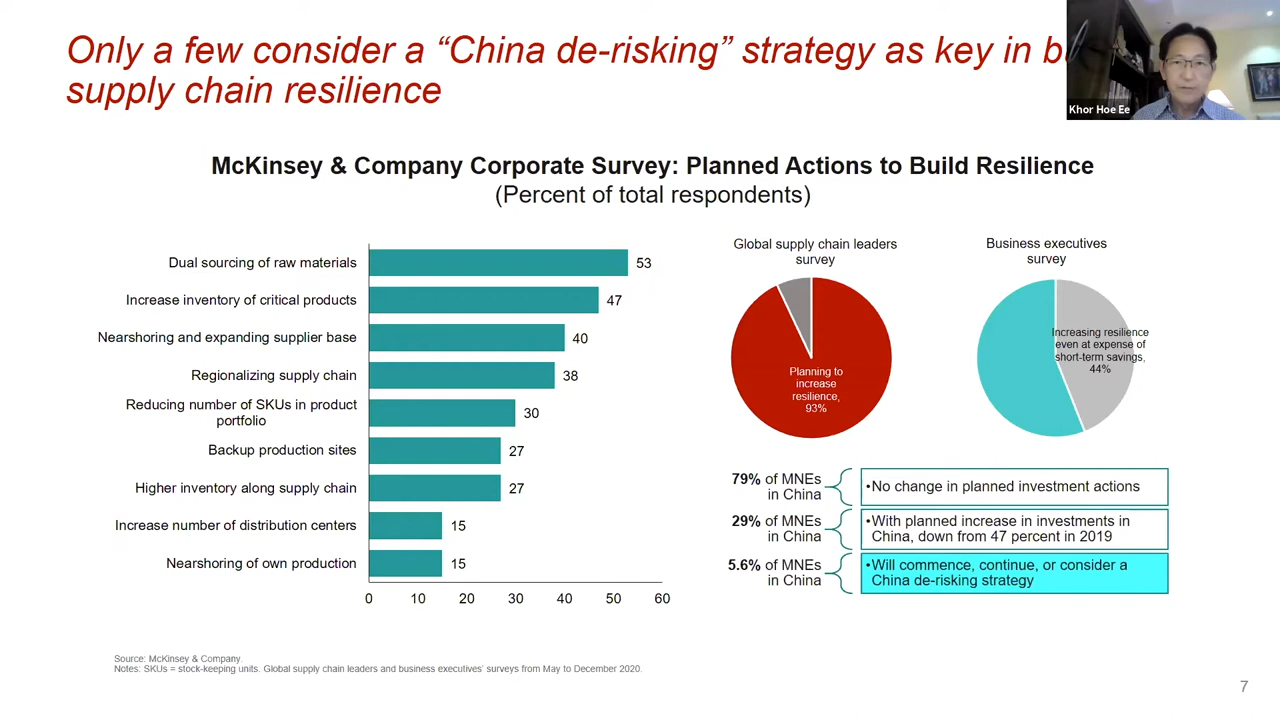 Only a few consider a “China de-risking” strategy as key in
supply chain resilience
Khor Hoe Ee
McKinsey & Company Corporate Survey: Planned Actions to Build Resilience
(Percent of total respondents)
Dual sourcing of raw materials
53
Increase inventory of critical products
47
Nearshoring and expanding supplier base
40
Regionalizing supply chain
38
Reducing number of SKUs in product
portfolio
30
Backup production sites
27
Higher inventory along supply chain
27
Increase number of distribution centers
15
Nearshoring of own production
15
0 10 20 30 40 50 60
Global supply chain leaders
survey
Planning to
increase
resilience,
93%
Business executives
survey
Increasing resilience
even at expense of
short-term savings,
44%
79% of MNEs
in China
•No change in planned investment actions
29% of MNEs
in China
•With planned increase in investments in
China, down from 47 percent in 2019
5.6% of MNEs
in China
•Will commence, continue, or consider a
China de-risking strategy
Source: McKinsey & Company
Notes: SKUs = stock-keeping units. Global supply chain leaders and business executives’ surveys from May to December 2020.
7